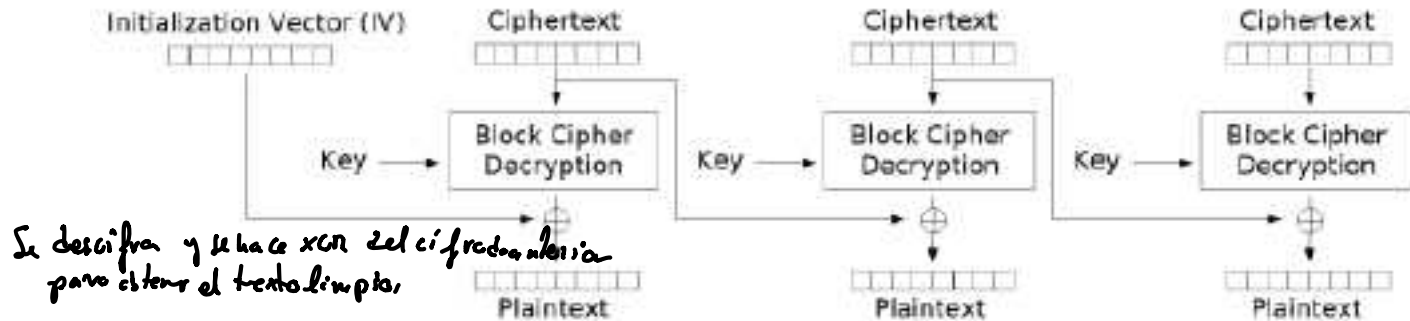 Initialization Vector (IV)
Ciphertext
Ciphertext
Ciphertext
Key
Block Cipher
Decryption
Key
Block Cipher
Decryption
Key
Block Cipher
Decryption
Se descifra y se hace xor del cifrado anterior
para obtener el texto limpio.
Plaintext
Plaintext
Plaintext